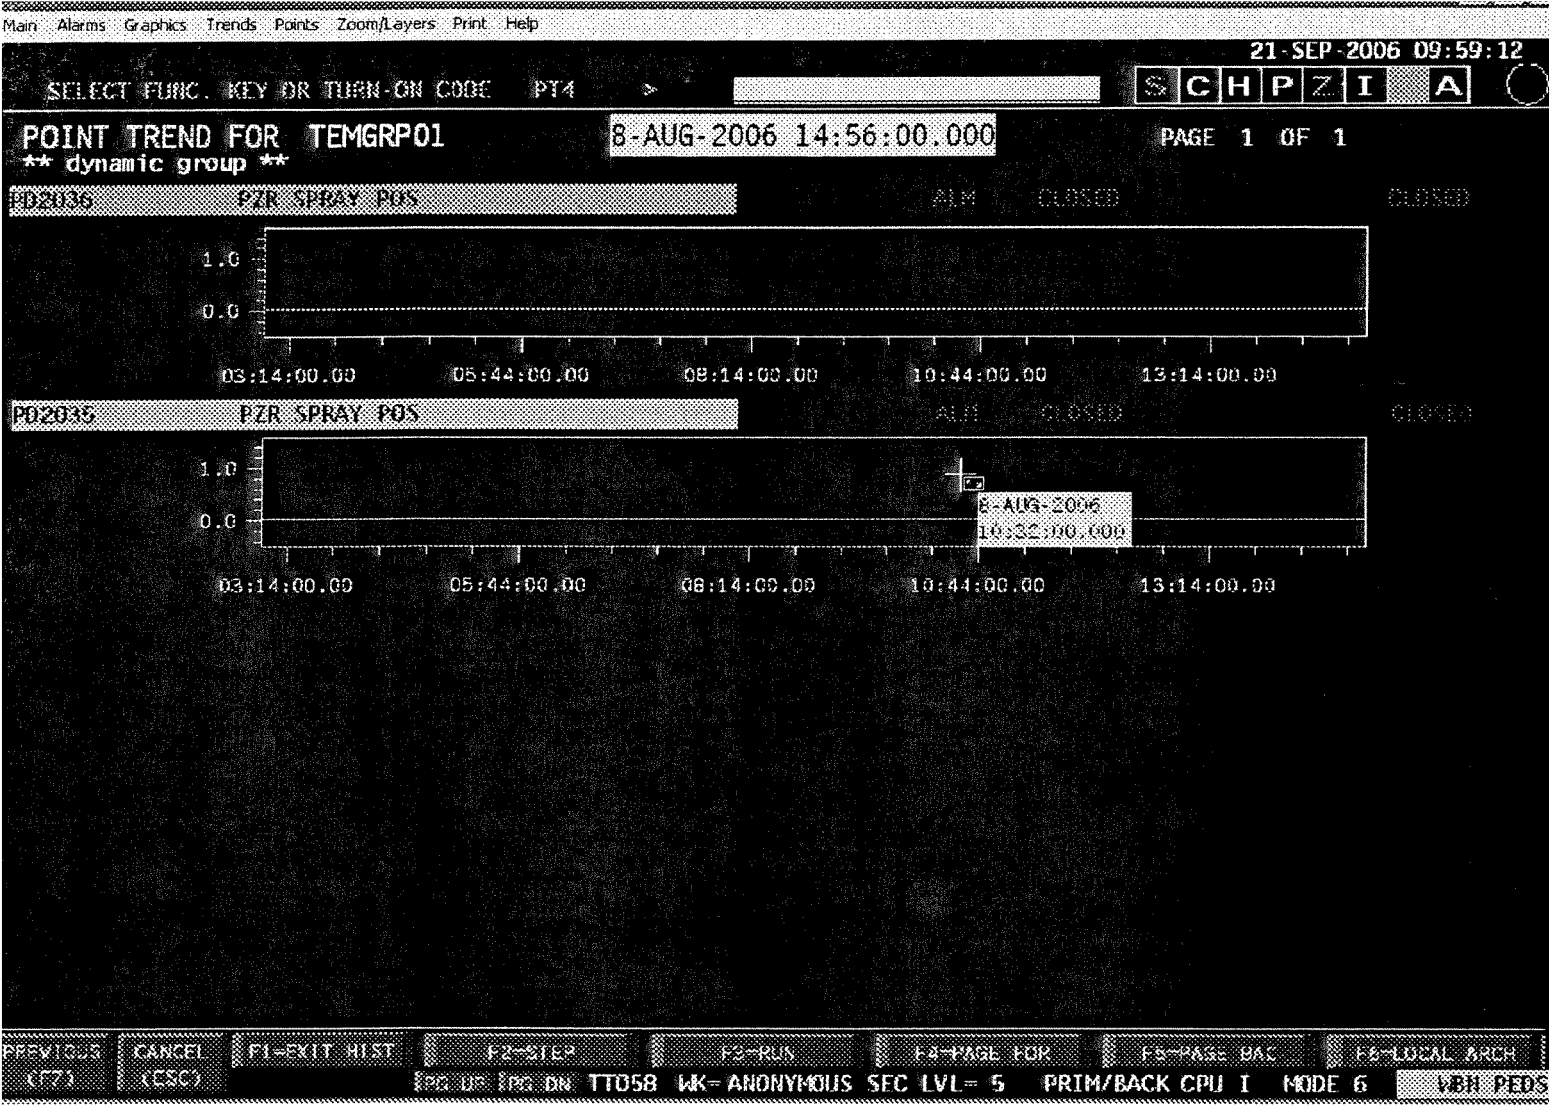 Main Alarms Graphics Trends Points Zoom/Layers Print Help
21-SEP-2006 09:59:12
SELECT FUNC. KEY OR TURN-ON CODE PT4 >
S C H P Z I A
POINT TREND FOR TEMGRP01 8-AUG-2006 14:56:00.000 PAGE 1 OF 1
** dynamic group **
PD2036 PZR SPRAY POS ALM CLOSED CLOSED
1.0
0.0
03:14:00.00 05:44:00.00 08:14:00.00 10:44:00.00 13:14:00.00
PD2035 PZR SPRAY POS ALM CLOSED CLOSED
1.0
8-AUG-2006
0.0
03:14:00.00 05:44:00.00 08:14:00.00 10:44:00.00 13:14:00.00
PREVIOUS CANCEL F1=EXIT HIST F2=STEP F3=RUN F4=PAGE FOR F5=PAGE BAC F6=LOCAL ARCH
(F7) (ESC) PG UP PG DN TT058 WK= ANONYMOUS SEC LVL= 5 PRIM/BACK CPU I MODE 6 WBN PEDS